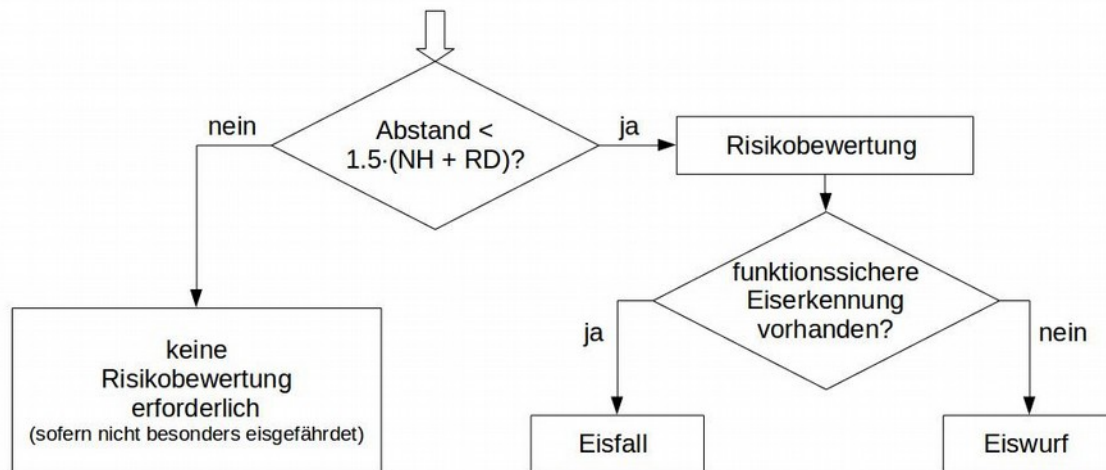 Abstand <
1.5·(NH + RD)?
nein
ja
Risikobewertung
funktionssichere
Eiserkennung
vorhanden?
ja
nein
keine
Risikobewertung
erforderlich
(sofern nicht besonders eisgefährdet)
Eisfall
Eiswurf